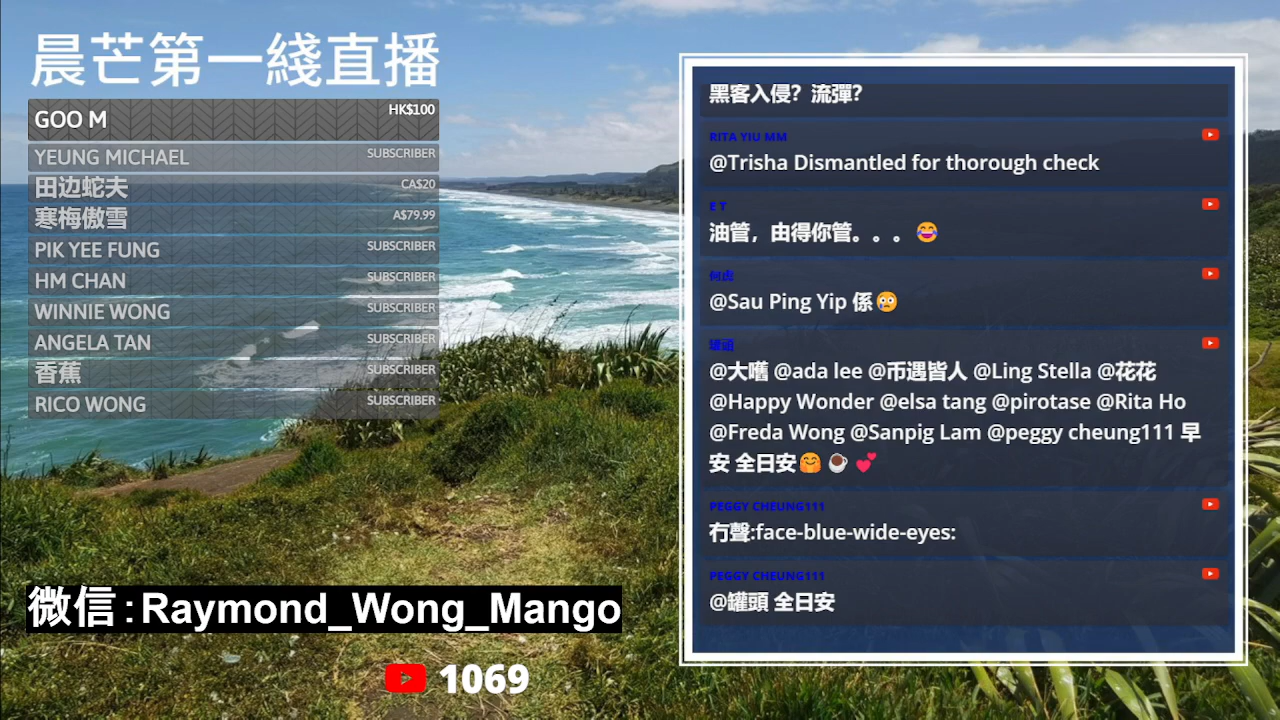 晨芒第一綫直播
GOO M HK$100
YEUNG MICHAEL SUBSCRIBER
田边蛇夫 CA$20
寒梅傲雪 A$79.99
PIK YEE FUNG SUBSCRIBER
HM CHAN SUBSCRIBER
WINNIE WONG SUBSCRIBER
ANGELA TAN SUBSCRIBER
香蕉 SUBSCRIBER
RICO WONG SUBSCRIBER
微信:Raymond_Wong_Mango
1069
黑客入侵？流彈？
RITA YIU MM
@Trisha Dismantled for thorough check
E T
油管，由得你管。。。😂
何虎
@Sau Ping Yip 係😳
@大嚿 @ada lee @币遇皆人 @Ling Stella @花花
@Happy Wonder @elsa tang @pirotase @Rita Ho
@Freda Wong @Sanpig Lam @peggy cheung111 早
安 全日安🤗☕💕
PEGGY CHEUNG111
冇聲:face-blue-wide-eyes:
PEGGY CHEUNG111
@罐頭 全日安